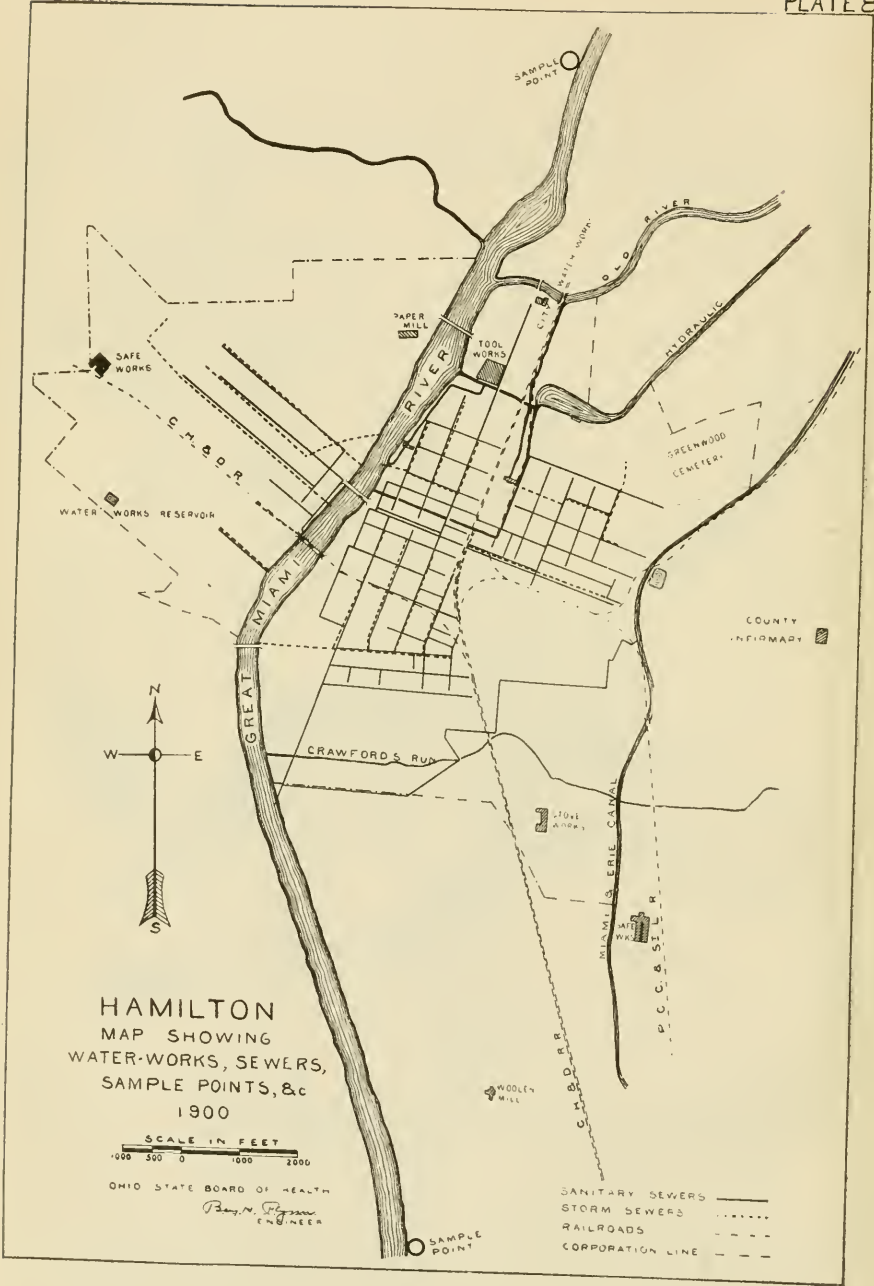 PLATE 8
SAMPLE
POINT
OLD RIVER
CITY WATER WORKS
HYDRAULIC
PAPER
MILL
TOOL
WORKS
SAFE
WORKS
C. H. & D. R.
RIVER
GREENWOOD
CEMETERY
WATER WORKS RESERVOIR
MIAMI
COUNTY
INFIRMARY
GREAT
N
W
E
S
CRAWFORDS RUN
STOVE
WORKS
MIAMI & ERIE CANAL
SAFE
WKS
P. C. C. & ST. L. R.
HAMILTON
MAP SHOWING
WATER-WORKS, SEWERS,
SAMPLE POINTS, &c
1900
WOOLEN
MILL
C H & D RR
SCALE IN FEET
1000 500 0 1000 2000
OHIO STATE BOARD OF HEALTH
ENGINEER
SANITARY SEWERS
STORM SEWERS
RAILROADS
CORPORATION LINE
SAMPLE
POINT